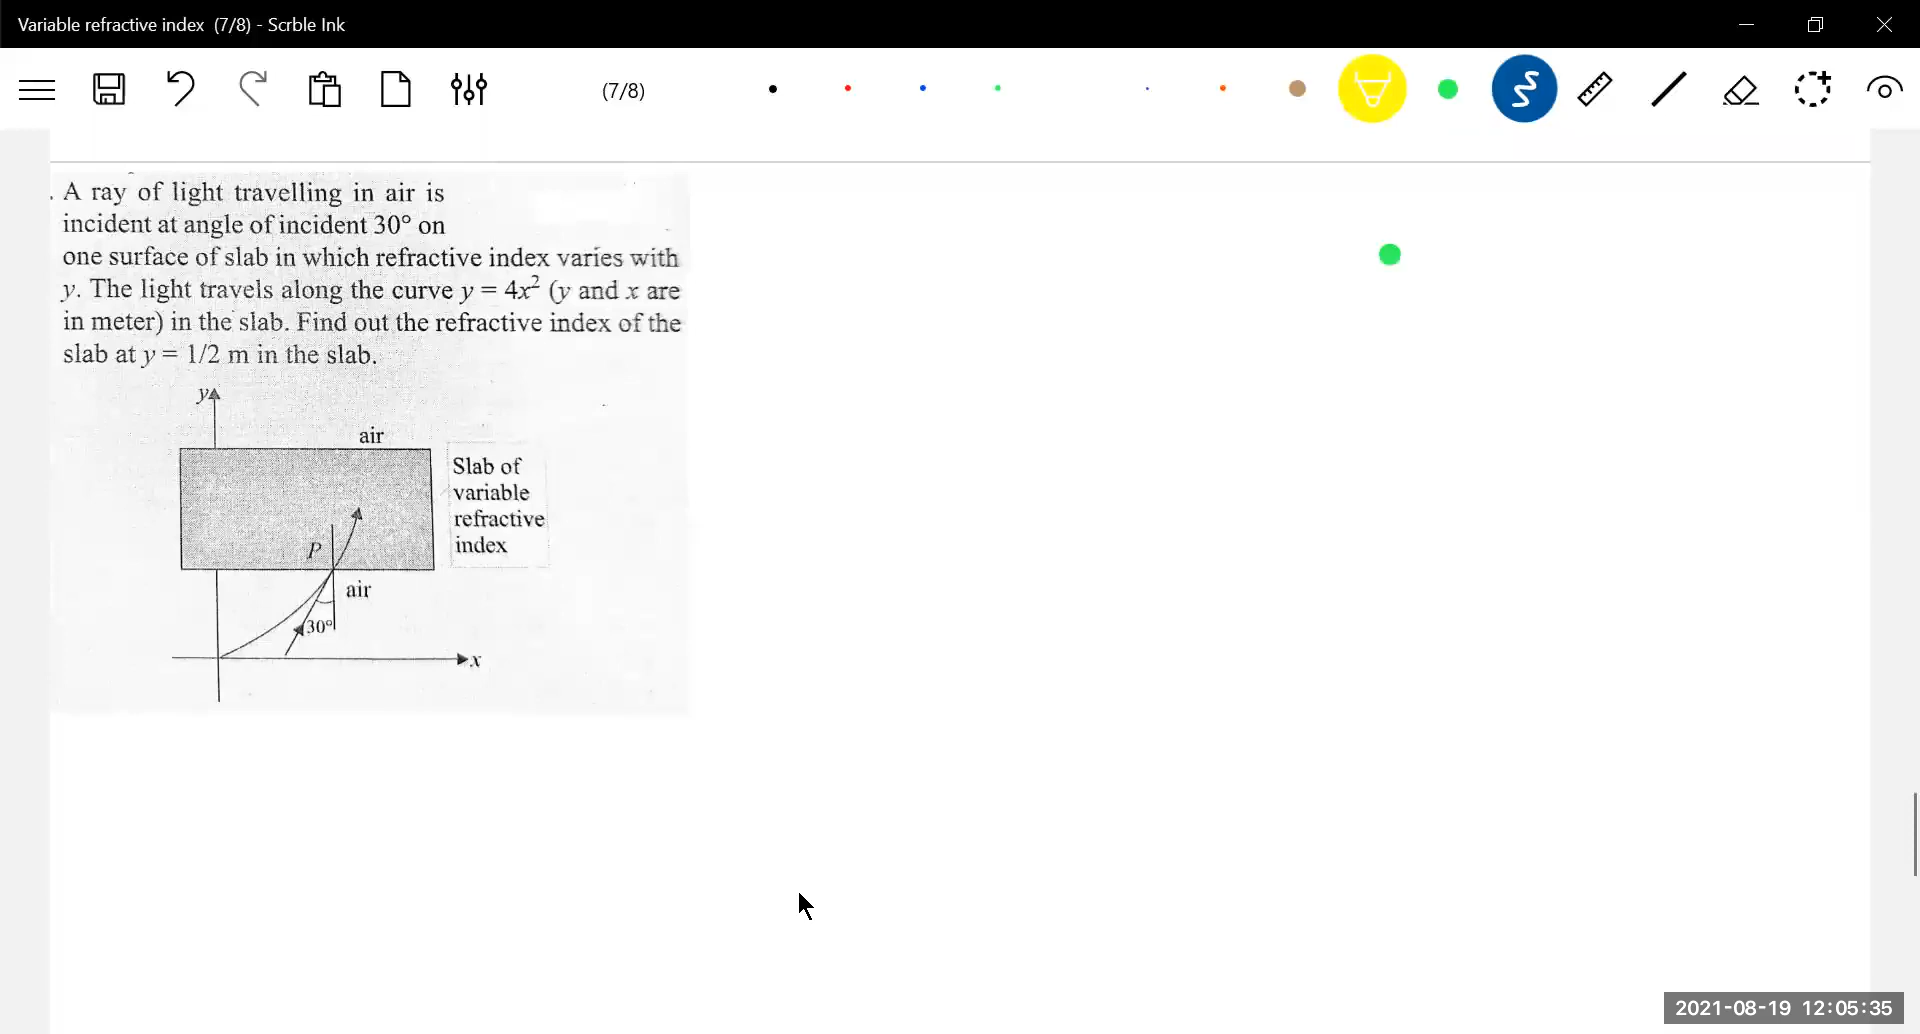 Variable refractive index (7/8) - Scrble Ink
(7/8)
. A ray of light travelling in air is
incident at angle of incident 30° on
one surface of slab in which refractive index varies with
y. The light travels along the curve y = 4x² (y and x are
in meter) in the slab. Find out the refractive index of the
slab at y = 1/2 m in the slab.
y
air
Slab of
variable
refractive
index
P
air
30°
x
2021-08-19 12:05:35